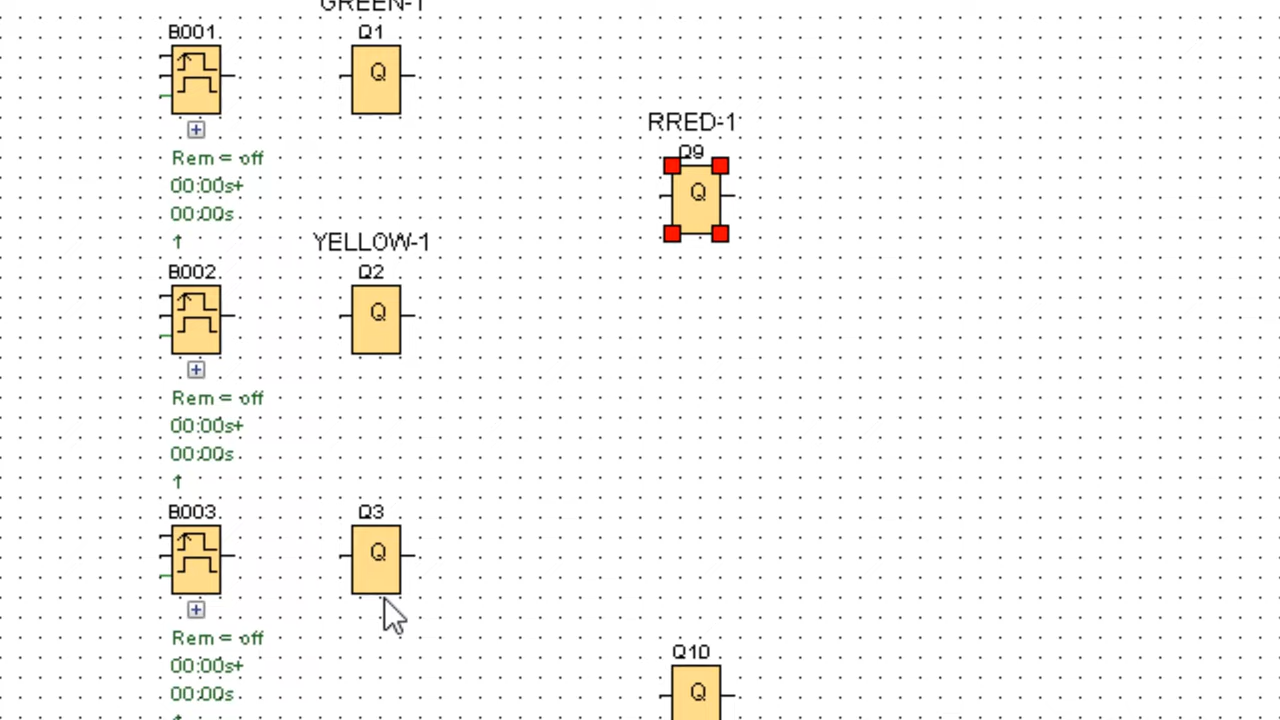 GREEN-1
B001
Q1
Q
Rem = off
00:00s+
00:00s
↑
RRED-1
Q9
Q
YELLOW-1
B002
Q2
Q
Rem = off
00:00s+
00:00s
↑
B003
Q3
Q
Rem = off
00:00s+
00:00s
↑
Q10
Q